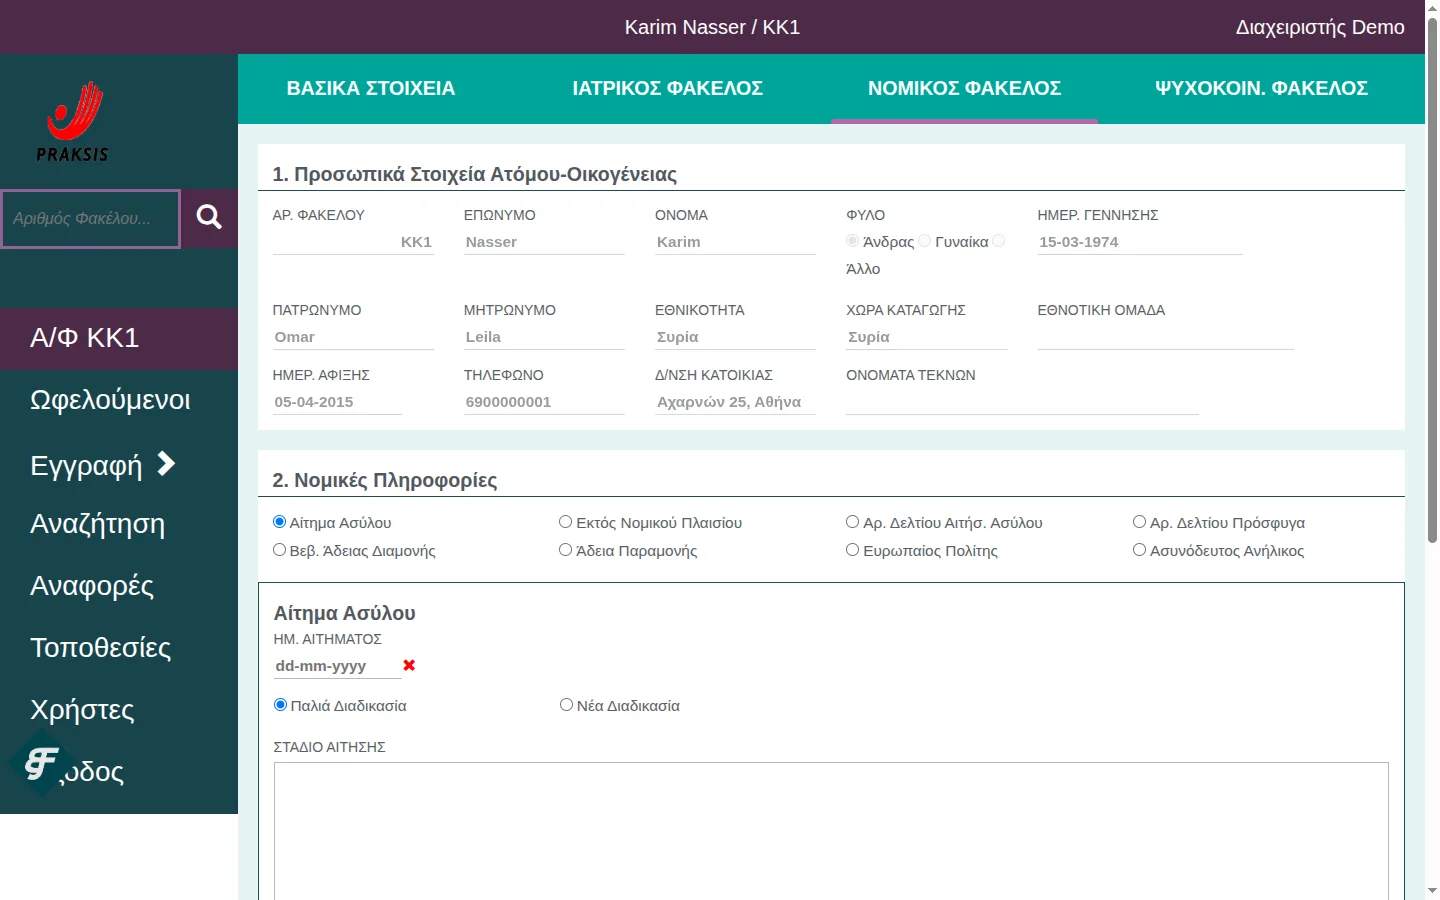 Karim Nasser / KK1
Διαχειριστής Demo
PRAKSIS
Αριθμός Φακέλου...
Α/Φ ΚΚ1
Ωφελούμενοι
Εγγραφή
Αναζήτηση
Αναφορές
Τοποθεσίες
Χρήστες
οδος
ΒΑΣΙΚΑ ΣΤΟΙΧΕΙΑ
ΙΑΤΡΙΚΟΣ ΦΑΚΕΛΟΣ
ΝΟΜΙΚΟΣ ΦΑΚΕΛΟΣ
ΨΥΧΟΚΟΙΝ. ΦΑΚΕΛΟΣ
1. Προσωπικά Στοιχεία Ατόμου-Οικογένειας
ΑΡ. ΦΑΚΕΛΟΥ ΕΠΩΝΥΜΟ ΟΝΟΜΑ ΦΥΛΟ ΗΜΕΡ. ΓΕΝΝΗΣΗΣ
KK1 Nasser Karim Άνδρας Γυναίκα 15-03-1974
Άλλο
ΠΑΤΡΩΝΥΜΟ ΜΗΤΡΩΝΥΜΟ ΕΘΝΙΚΟΤΗΤΑ ΧΩΡΑ ΚΑΤΑΓΩΓΗΣ ΕΘΝΟΤΙΚΗ ΟΜΑΔΑ
Omar Leila Συρία Συρία
ΗΜΕΡ. ΑΦΙΞΗΣ ΤΗΛΕΦΩΝΟ Δ/ΝΣΗ ΚΑΤΟΙΚΙΑΣ ΟΝΟΜΑΤΑ ΤΕΚΝΩΝ
05-04-2015 6900000001 Αχαρνών 25, Αθήνα
2. Νομικές Πληροφορίες
Αίτημα Ασύλου Εκτός Νομικού Πλαισίου Αρ. Δελτίου Αιτήσ. Ασύλου Αρ. Δελτίου Πρόσφυγα
Βεβ. Άδειας Διαμονής Άδεια Παραμονής Ευρωπαίος Πολίτης Ασυνόδευτος Ανήλικος
Αίτημα Ασύλου
ΗΜ. ΑΙΤΗΜΑΤΟΣ
dd-mm-yyyy
Παλιά Διαδικασία Νέα Διαδικασία
ΣΤΑΔΙΟ ΑΙΤΗΣΗΣ